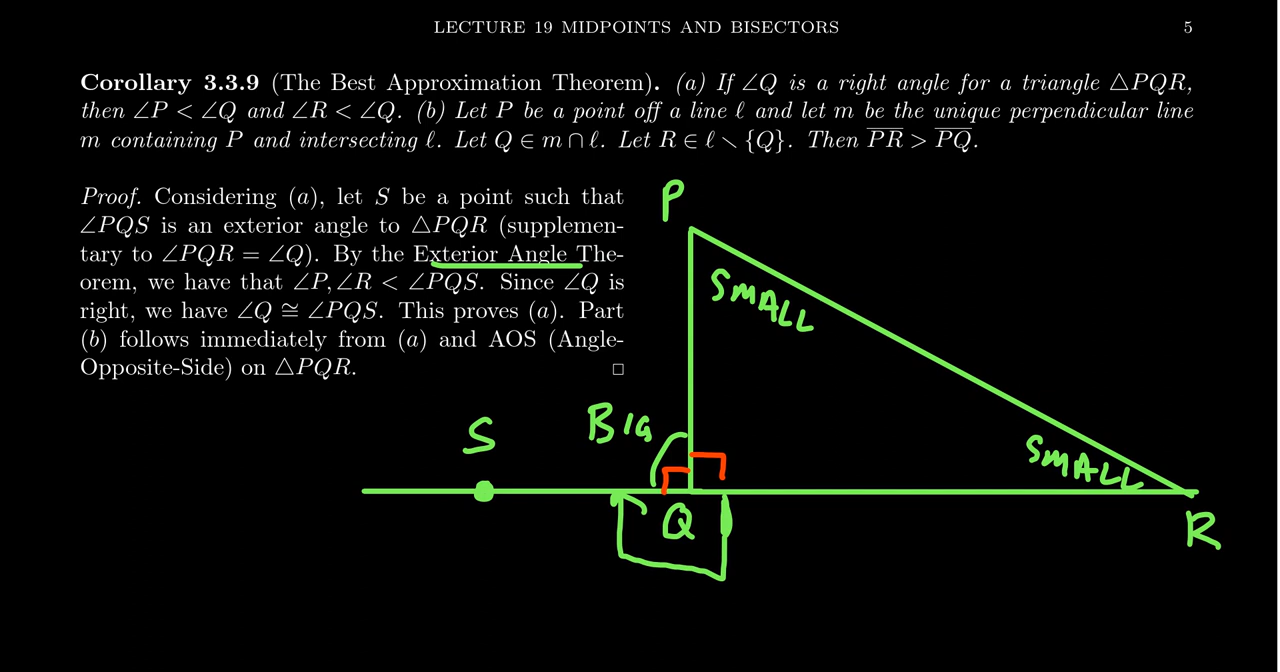 LECTURE 19 MIDPOINTS AND BISECTORS 5
Corollary 3.3.9 (The Best Approximation Theorem). (a) If ∠Q is a right angle for a triangle △PQR,
then ∠P < ∠Q and ∠R < ∠Q. (b) Let P be a point off a line ℓ and let m be the unique perpendicular line
m containing P and intersecting ℓ. Let Q ∈ m ∩ ℓ. Let R ∈ ℓ ∖ {Q}. Then P̅R̅ > P̅Q̅.
Proof. Considering (a), let S be a point such that
∠PQS is an exterior angle to △PQR (supplemen-
tary to ∠PQR = ∠Q). By the Exterior Angle The-
orem, we have that ∠P, ∠R < ∠PQS. Since ∠Q is
right, we have ∠Q ≅ ∠PQS. This proves (a). Part
(b) follows immediately from (a) and AOS (Angle-
Opposite-Side) on △PQR. □
P
SMALL
BIG
S
SMALL
Q
R